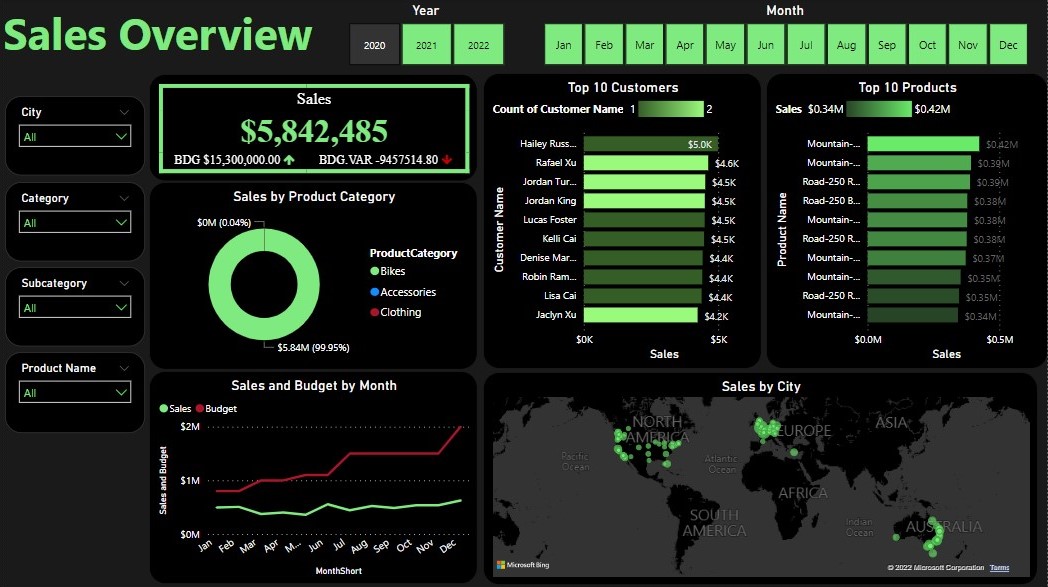 Sales Overview
Year
2020
2021
2022
Month
Jan
Feb
Mar
Apr
May
Jun
Jul
Aug
Sep
Oct
Nov
Dec
City
All
Category
All
Subcategory
All
Product Name
All
Sales
$5,842,485
BDG $15,300,000.00
BDG.VAR -9457514.80
Sales by Product Category
$0M (0.04%)
$5.84M (99.95%)
ProductCategory
Bikes
Accessories
Clothing
Top 10 Customers
Count of Customer Name 1 2
Customer Name
Hailey Russ... $5.0K
Rafael Xu $4.6K
Jordan Tur... $4.5K
Jordan King $4.5K
Lucas Foster $4.5K
Kelli Cai $4.5K
Denise Mar... $4.4K
Robin Ram... $4.4K
Lisa Cai $4.4K
Jaclyn Xu $4.2K
$0K $5K
Sales
Top 10 Products
Sales $0.34M $0.42M
Product Name
Mountain-... $0.42M
Mountain-... $0.39M
Road-250 R... $0.39M
Road-250 B... $0.38M
Mountain-... $0.38M
Road-250 R... $0.38M
Mountain-... $0.37M
Mountain-... $0.35M
Road-250 R... $0.35M
Mountain-... $0.34M
$0.0M $0.5M
Sales
Sales and Budget by Month
Sales Budget
Sales and Budget
$2M
$1M
$0M
Jan Feb Mar Apr M... Jun Jul Aug Sep Oct Nov Dec
MonthShort
Sales by City
NORTH
AMERICA
EUROPE
ASIA
Pacific
Ocean
Atlantic
Ocean
AFRICA
SOUTH
AMERICA
Indian
Ocean
AUSTRALIA
Microsoft Bing
© 2022 Microsoft Corporation Terms